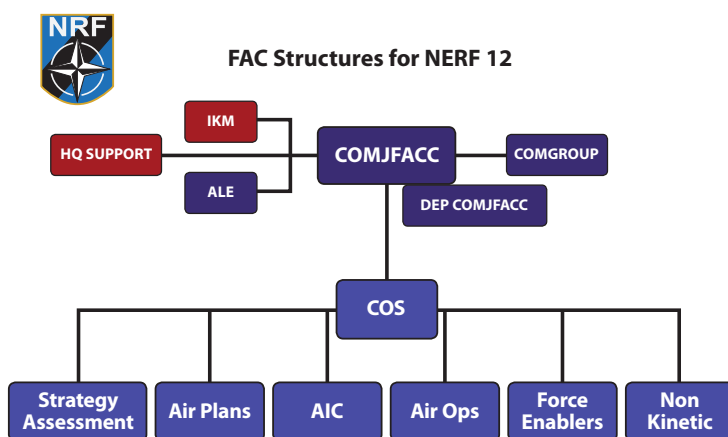 NRF
FAC Structures for NERF 12
IKM
HQ SUPPORT
COMJFACC
COMGROUP
ALE
DEP COMJFACC
COS
Strategy
Assessment
Air Plans
AIC
Air Ops
Force
Enablers
Non
Kinetic